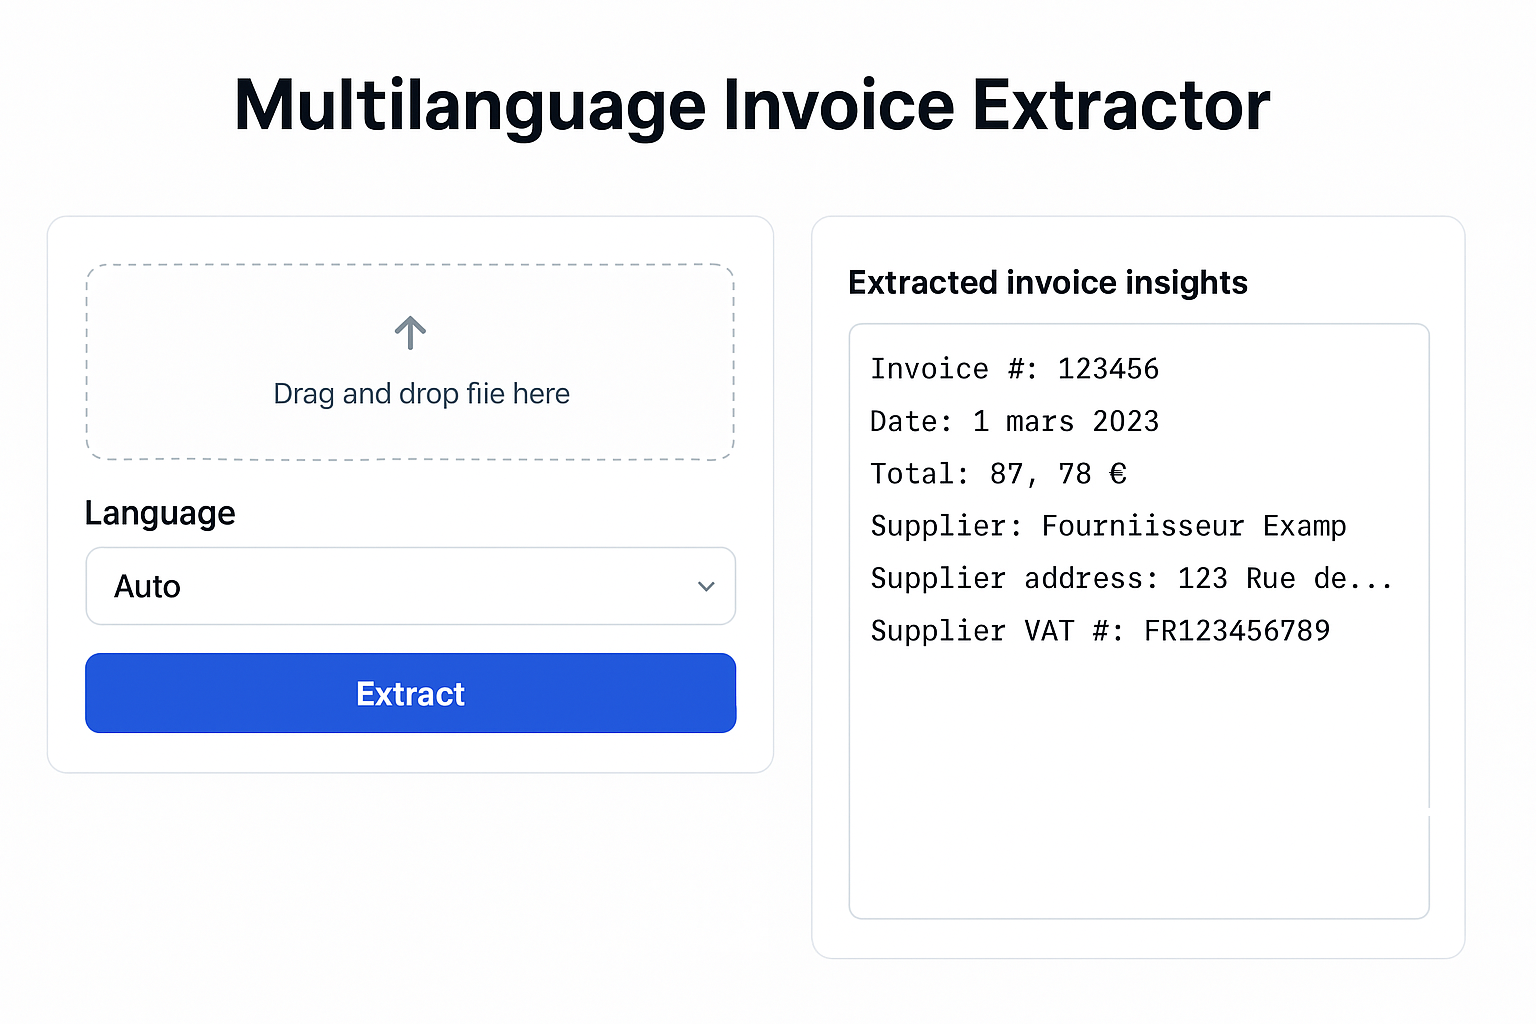 Multilanguage Invoice Extractor
Drag and drop fiie here
Language
Auto
Extract
Extracted invoice insights
Invoice #: 123456
Date: 1 mars 2023
Total: 87, 78 €
Supplier: Fourniisseur Examp
Supplier address: 123 Rue de...
Supplier VAT #: FR123456789